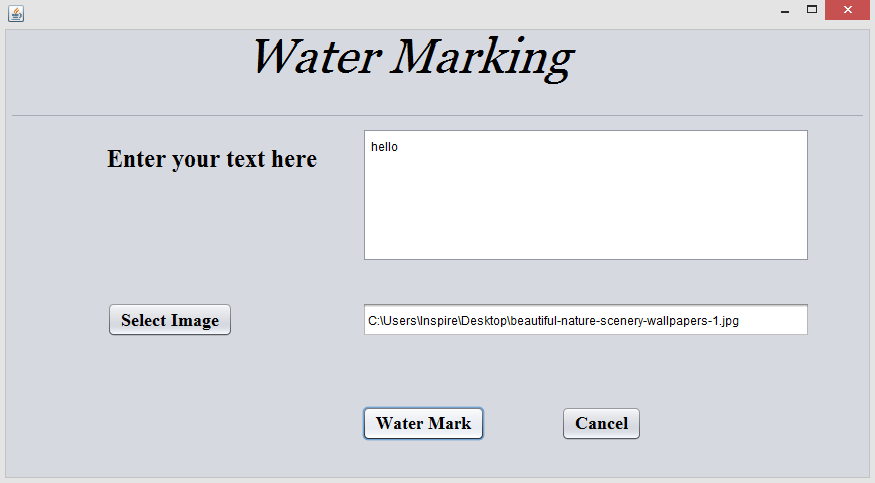 Water Marking
Enter your text here
hello
Select Image
C:\Users\Inspire\Desktop\beautiful-nature-scenery-wallpapers-1.jpg
Water Mark
Cancel